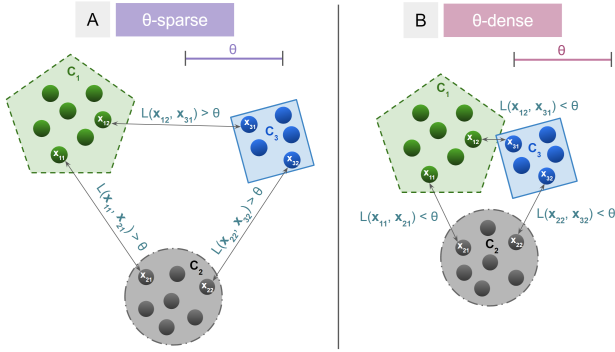 A θ-sparse
θ
C₁
x₁₂
L(x₁₂, x₃₁) > θ
x₃₁
C₃
x₁₁
x₃₂
L(x₁₁, x₂₁) > θ
L(x₂₂, x₃₂) > θ
C₂
x₂₁
x₂₂
B θ-dense
θ
C₁
L(x₁₂, x₃₁) < θ
x₁₂
x₃₁
C₃
x₁₁
x₃₂
L(x₁₁, x₂₁) < θ
L(x₂₂, x₃₂) < θ
x₂₁
C₂
x₂₂